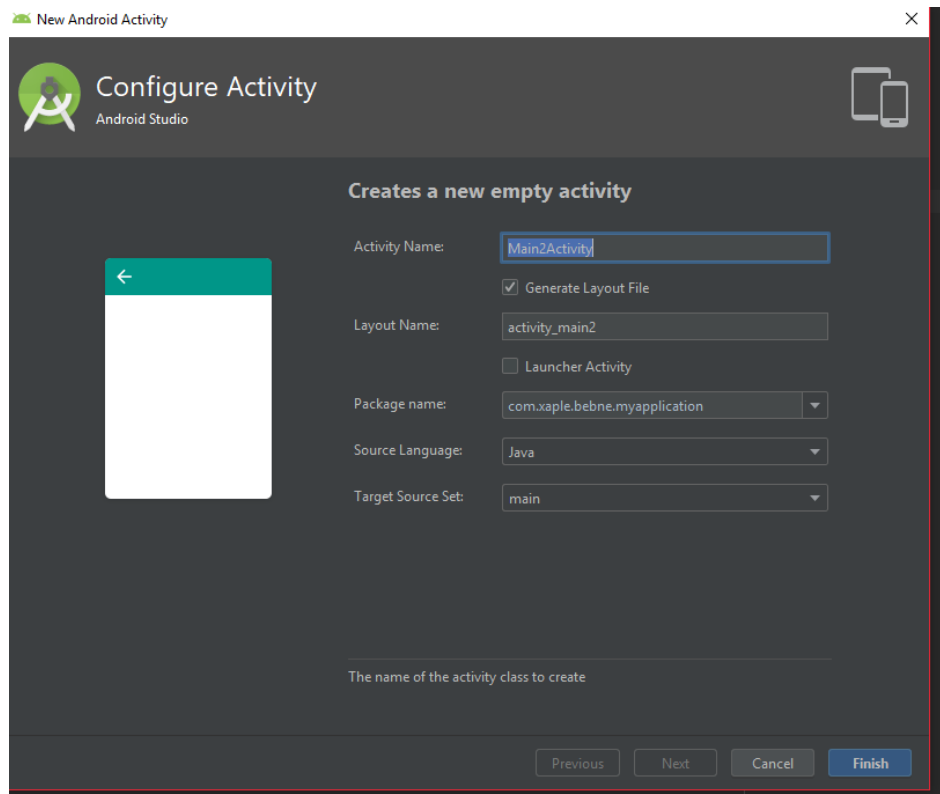 New Android Activity
Configure Activity
Android Studio
Creates a new empty activity
Activity Name:
Main2Activity
Generate Layout File
Layout Name:
activity_main2
Launcher Activity
Package name:
com.xaple.bebne.myapplication
Source Language:
Java
Target Source Set:
main
The name of the activity class to create
Previous
Next
Cancel
Finish